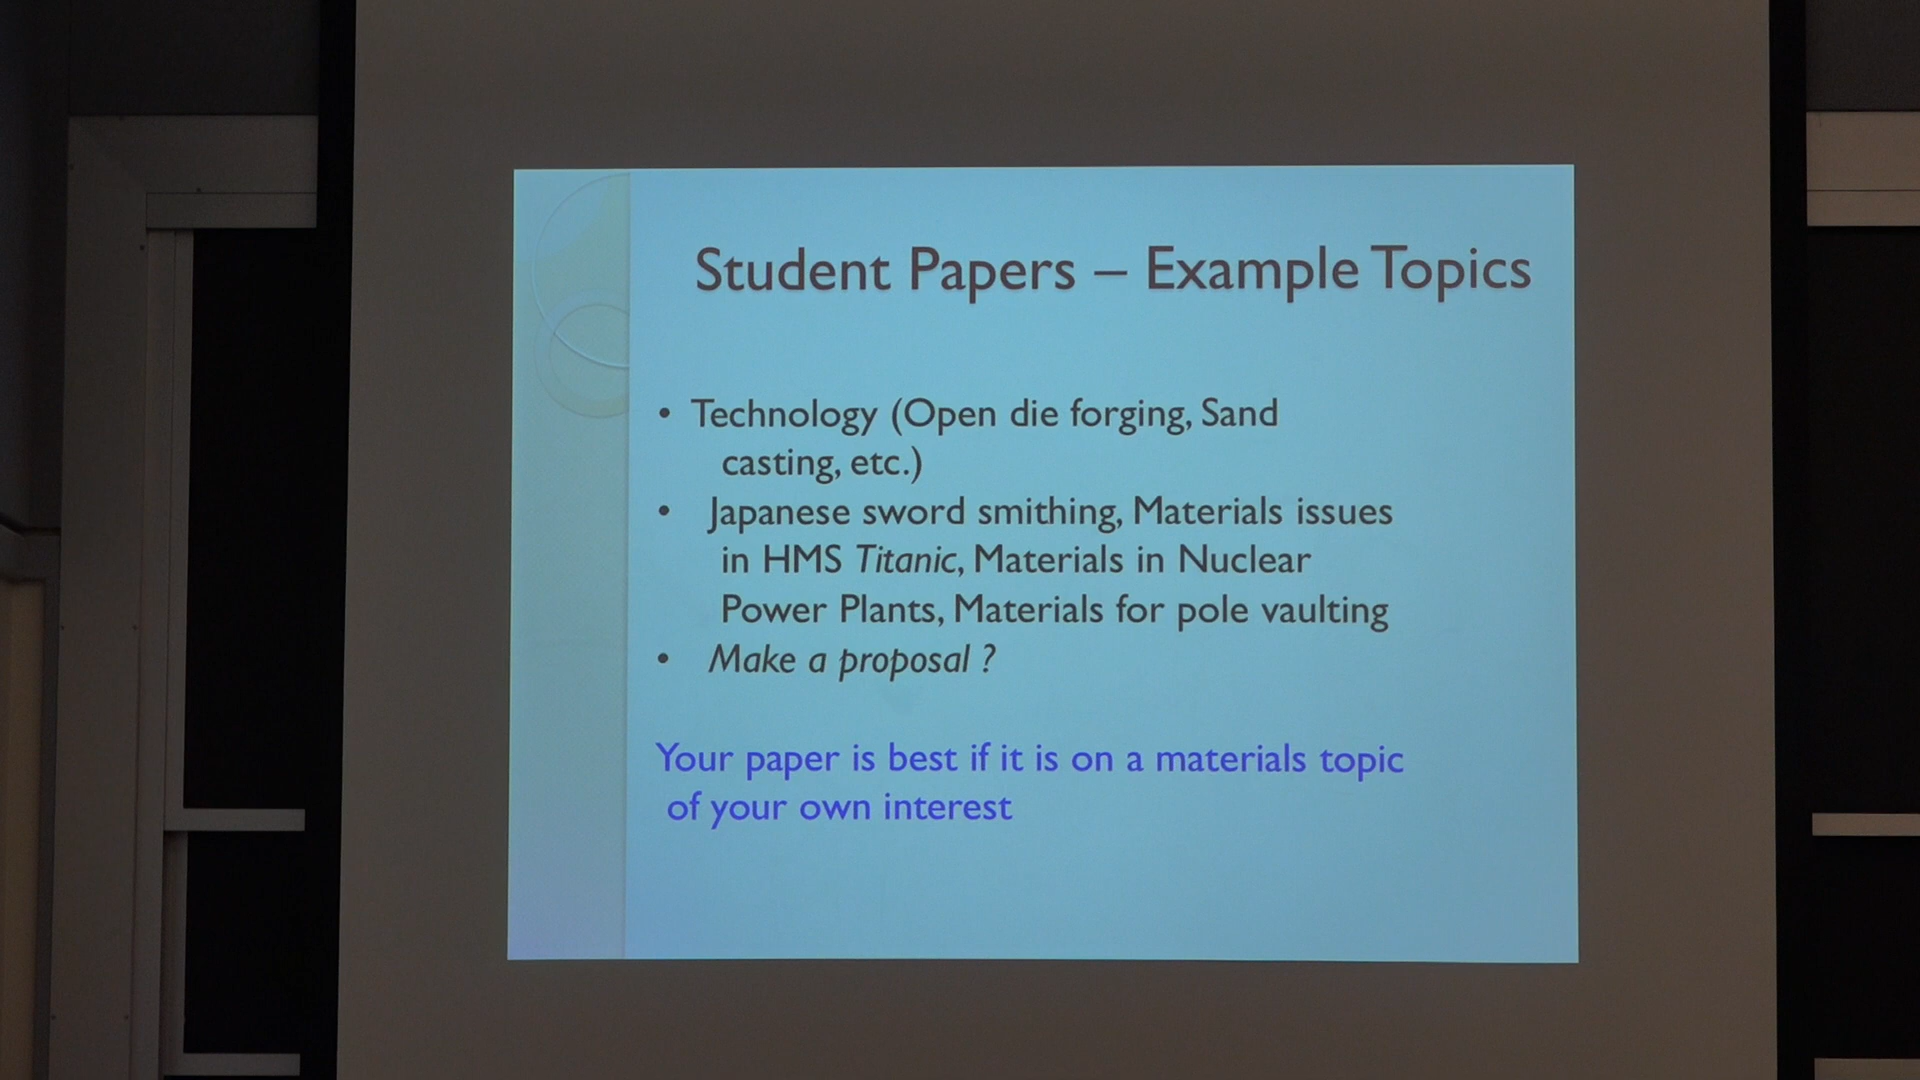 Student Papers – Example Topics
• Technology (Open die forging, Sand
casting, etc.)
• Japanese sword smithing, Materials issues
in HMS Titanic, Materials in Nuclear
Power Plants, Materials for pole vaulting
• Make a proposal ?
Your paper is best if it is on a materials topic
of your own interest